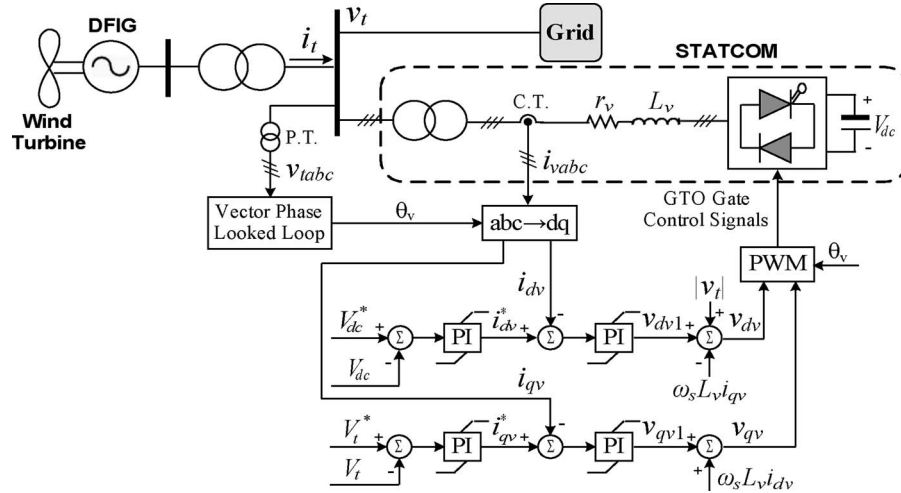 DFIG
i_t
v_t
Grid
STATCOM
Wind
Turbine
P.T.
v_tabc
C.T.
r_v
L_v
+
V_dc
-
i_vabc
Vector Phase
Looked Loop
θ_v
abc→dq
GTO Gate
Control Signals
PWM
θ_v
i_dv
|v_t|
V_dc^* + Σ PI i_dv^* + Σ - PI v_dv1 + Σ + v_dv
V_dc - -
ω_s L_v i_qv
i_qv
V_t^* + Σ PI i_qv^* + Σ - PI v_qv1 + Σ v_qv
V_t - +
ω_s L_v i_dv